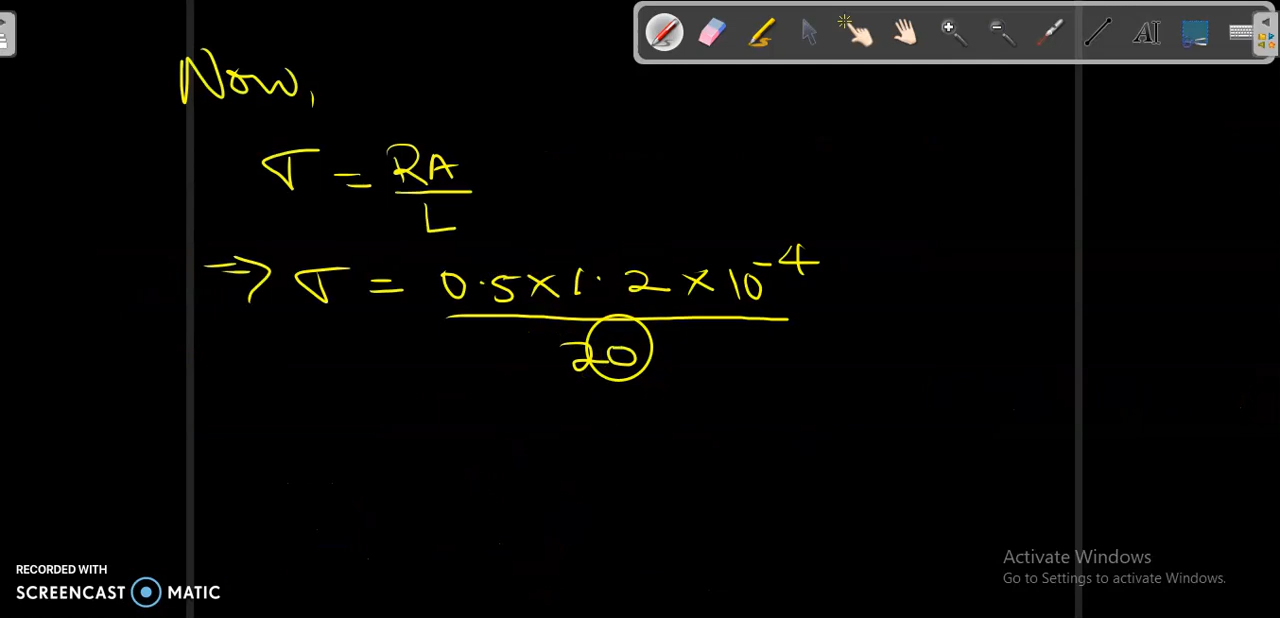 Now,
σ = RA
L
⇒ σ = 0.5 × 1.2 × 10⁻⁴
20
AI
RECORDED WITH
SCREENCAST MATIC
Activate Windows
Go to Settings to activate Windows.